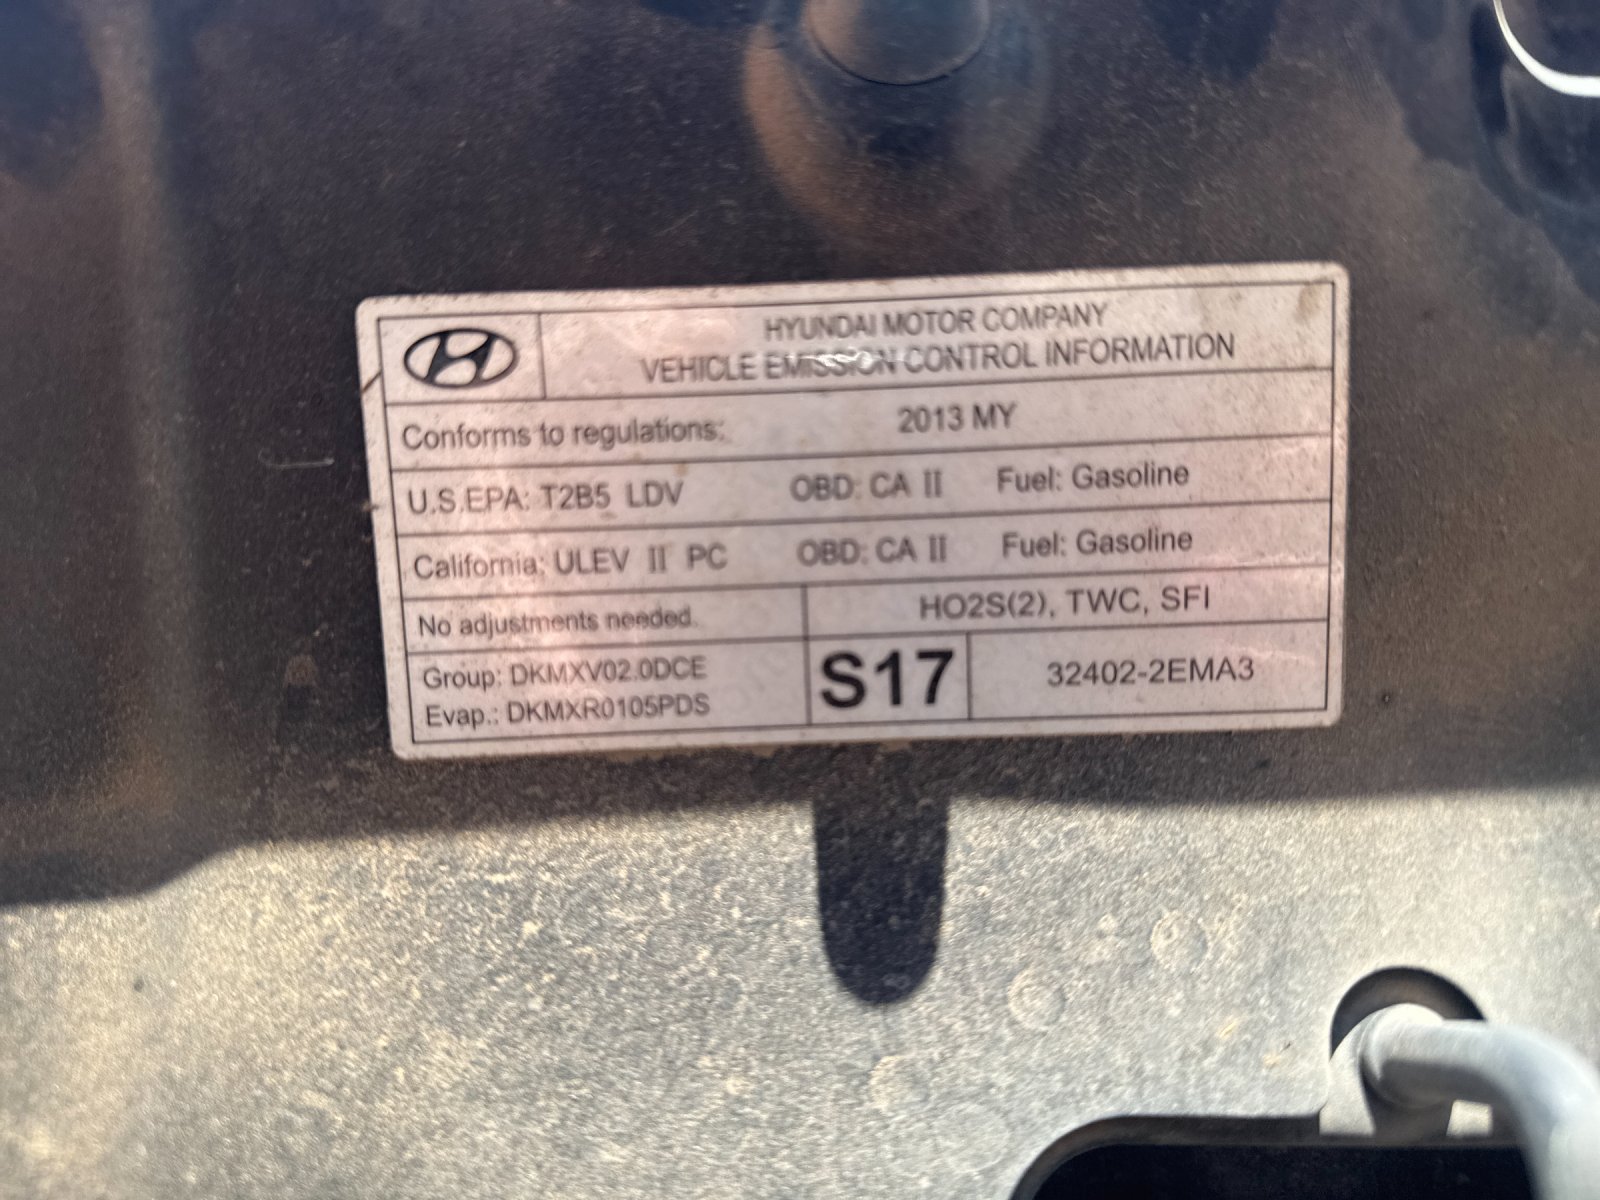 HYUNDAI MOTOR COMPANY
VEHICLE EMISSION CONTROL INFORMATION
Conforms to regulations: 2013 MY
U.S.EPA: T2B5 LDV OBD: CA II Fuel: Gasoline
California: ULEV II PC OBD: CA II Fuel: Gasoline
No adjustments needed. HO2S(2), TWC, SFI
Group: DKMXV02.0DCE
Evap.: DKMXR0105PDS
S17
32402-2EMA3